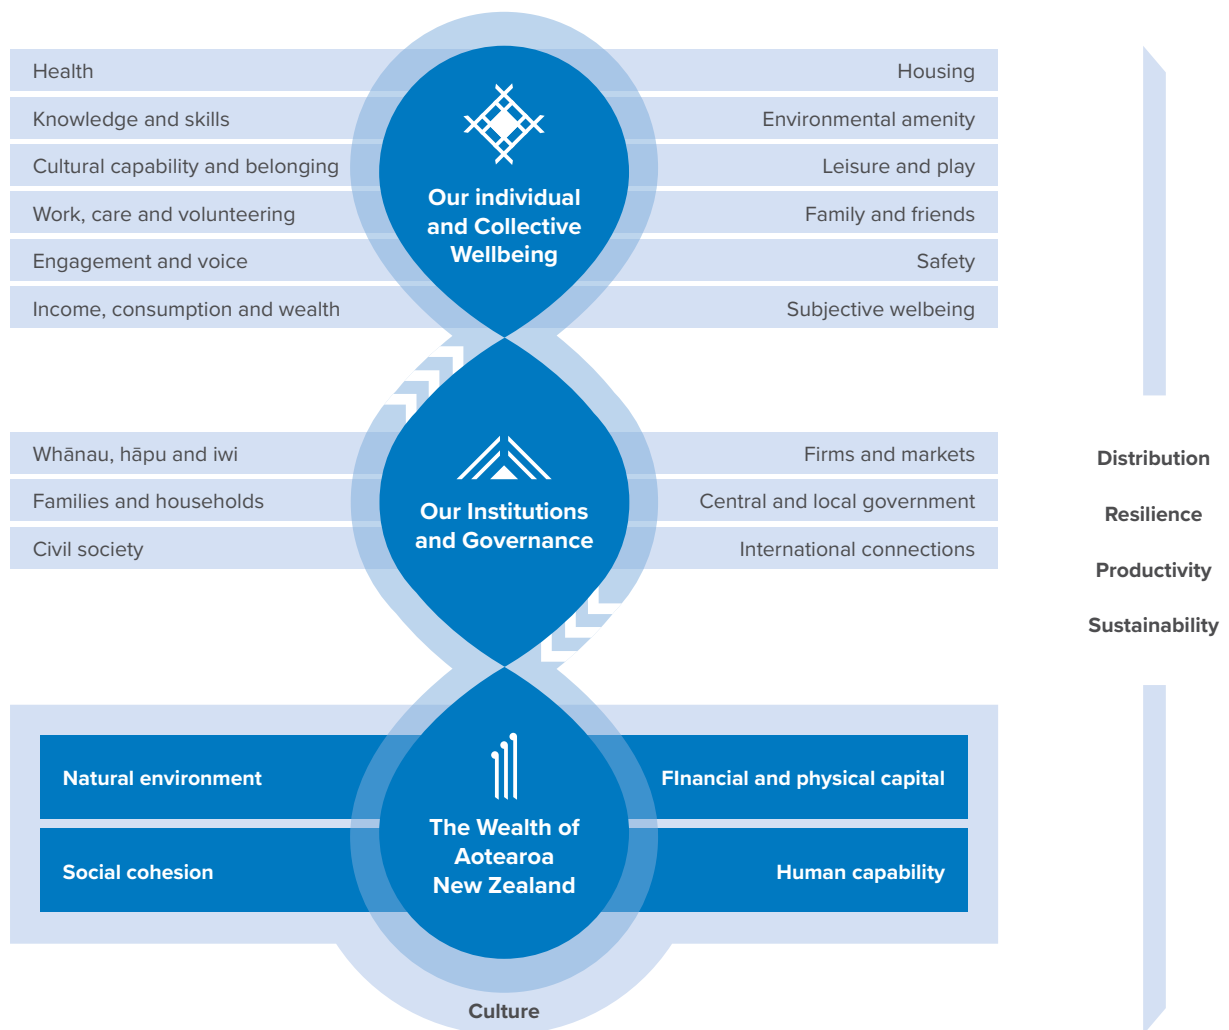 Health
Knowledge and skills
Cultural capability and belonging
Work, care and volunteering
Engagement and voice
Income, consumption and wealth
Our individual
and Collective
Wellbeing
Housing
Environmental amenity
Leisure and play
Family and friends
Safety
Subjective welbeing
Whānau, hāpu and iwi
Families and households
Civil society
Our Institutions
and Governance
Firms and markets
Central and local government
International connections
Distribution
Resilience
Productivity
Sustainability
Natural environment
Social cohesion
The Wealth of
Aotearoa
New Zealand
FInancial and physical capital
Human capability
Culture